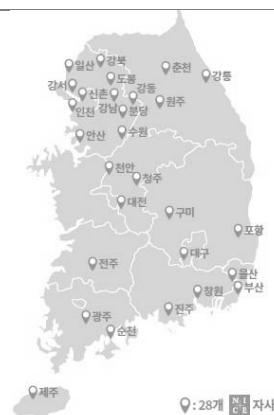 일산
강북
도봉
춘천
강릉
강서
신촌
강남
강동
분당
원주
인천
안산
수원
천안
청주
대전
구미
포항
대구
전주
울산
부산
창원
진주
광주
순천
제주
: 28개 NICE 자사